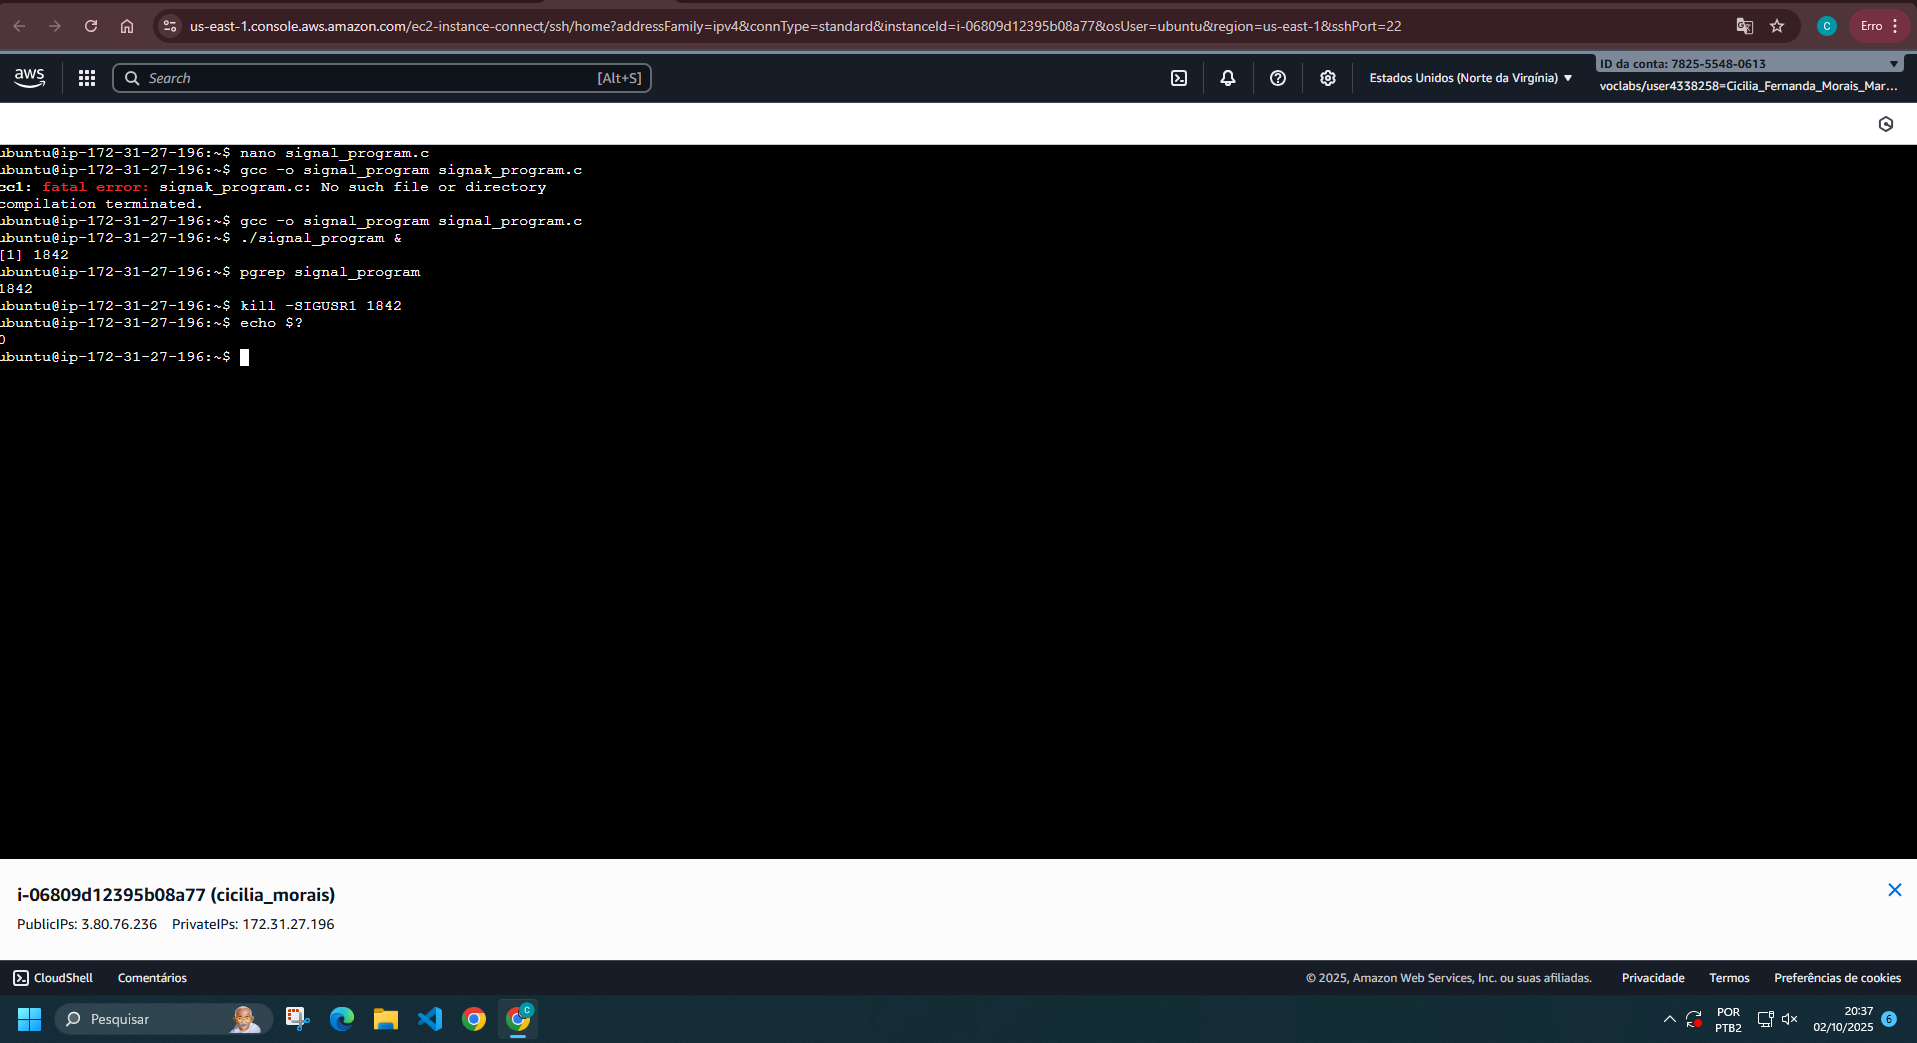 us-east-1.console.aws.amazon.com/ec2-instance-connect/ssh/home?addressFamily=ipv4&connType=standard&instanceId=i-06809d12395b08a77&osUser=ubuntu&region=us-east-1&sshPort=22
C
Erro
aws
Search
[Alt+S]
Estados Unidos (Norte da Virgínia)
ID da conta: 7825-5548-0613
voclabs/user4338258=Cicilia_Fernanda_Morais_Mar...
ubuntu@ip-172-31-27-196:~$ nano signal_program.c
ubuntu@ip-172-31-27-196:~$ gcc -o signal_program signak_program.c
cc1: fatal error: signak_program.c: No such file or directory
compilation terminated.
ubuntu@ip-172-31-27-196:~$ gcc -o signal_program signal_program.c
ubuntu@ip-172-31-27-196:~$ ./signal_program &
[1] 1842
ubuntu@ip-172-31-27-196:~$ pgrep signal_program
1842
ubuntu@ip-172-31-27-196:~$ kill -SIGUSR1 1842
ubuntu@ip-172-31-27-196:~$ echo $?
0
ubuntu@ip-172-31-27-196:~$
i-06809d12395b08a77 (cicilia_morais)
PublicIPs: 3.80.76.236 PrivateIPs: 172.31.27.196
CloudShell
Comentários
© 2025, Amazon Web Services, Inc. ou suas afiliadas.
Privacidade
Termos
Preferências de cookies
Pesquisar
C
POR
PTB2
20:37
02/10/2025
6